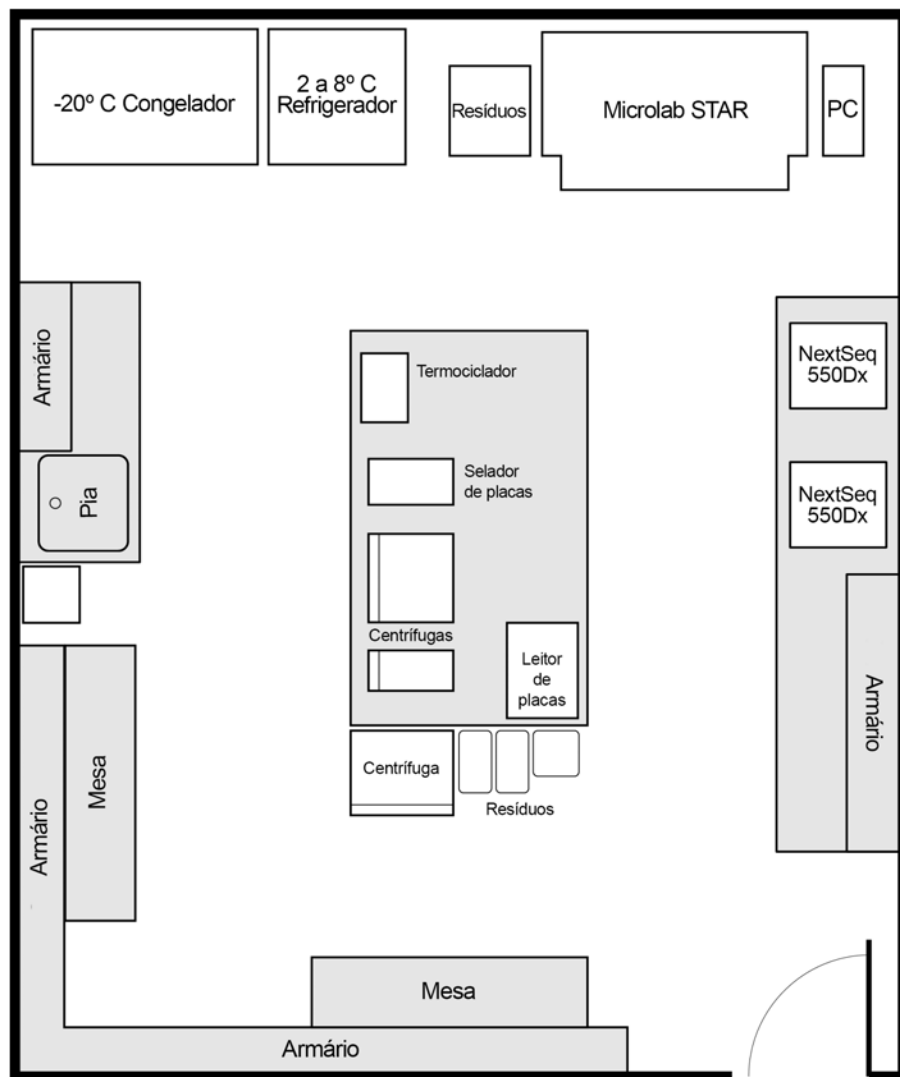 -20º C Congelador
2 a 8º C
Refrigerador
Resíduos
Microlab STAR
PC
Armário
Pia
Termociclador
Selador
de placas
Centrífugas
Leitor
de
placas
Centrífuga
Resíduos
NextSeq
550Dx
NextSeq
550Dx
Armário
Mesa
Armário
Mesa
Armário